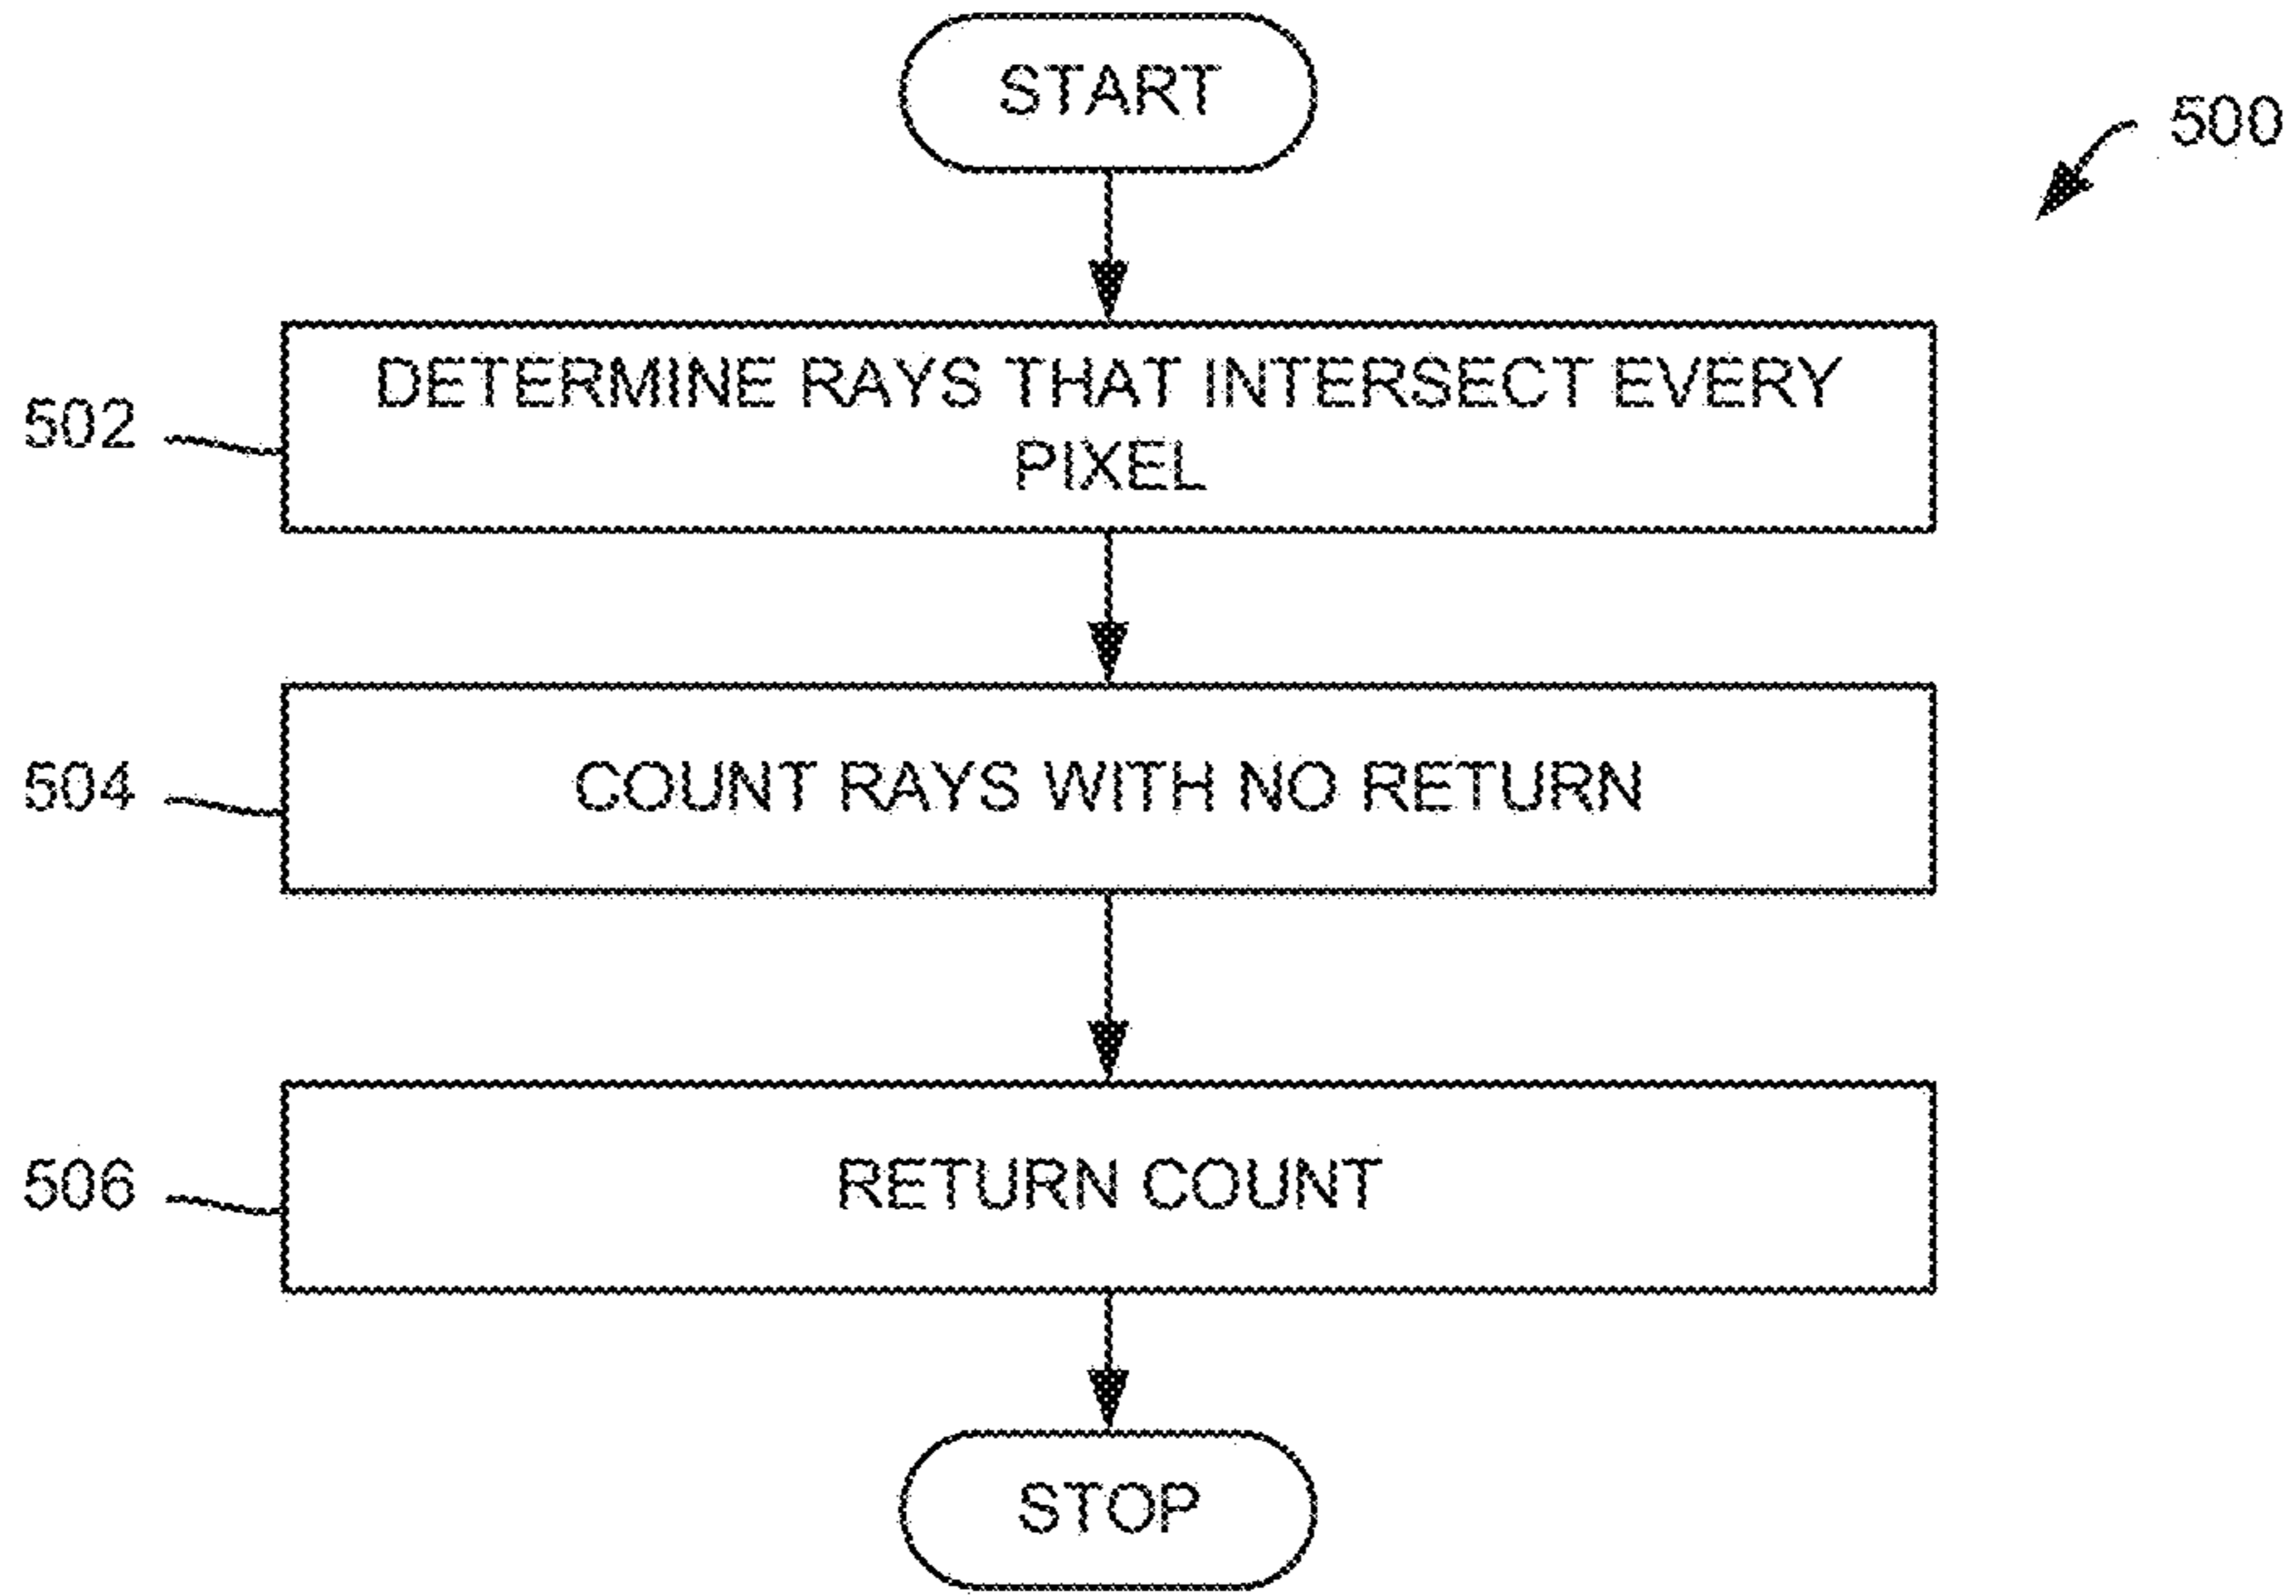 START
500
502
DETERMINE RAYS THAT INTERSECT EVERY
PIXEL
504
COUNT RAYS WITH NO RETURN
506
RETURN COUNT
STOP